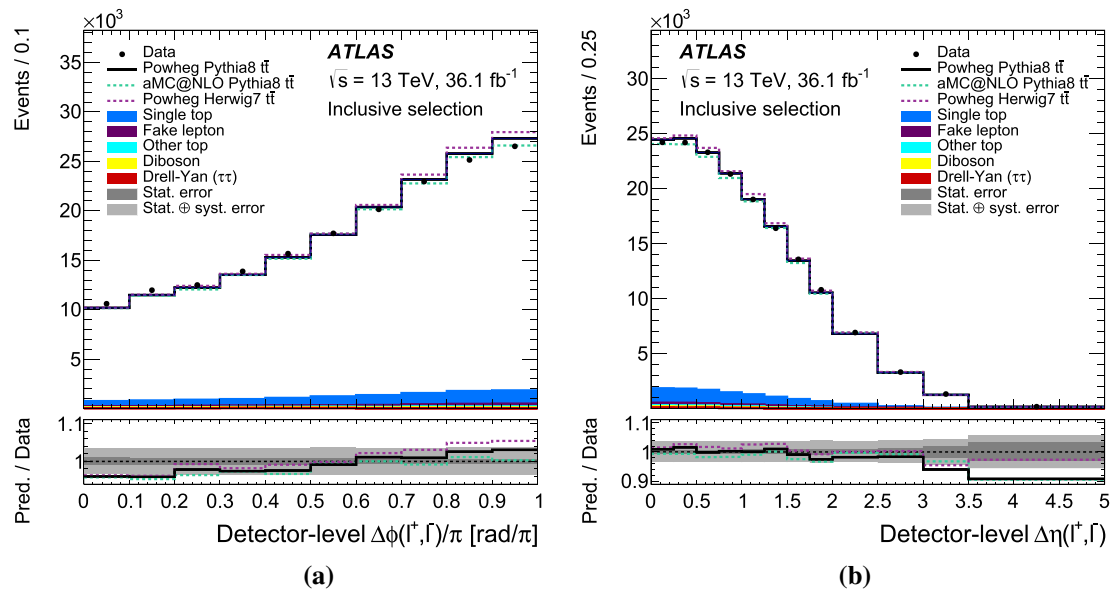 ×10³
Events / 0.1
35
30
25
20
15
10
5
Data
Powheg Pythia8 tt̄
aMC@NLO Pythia8 tt̄
Powheg Herwig7 tt̄
Single top
Fake lepton
Other top
Diboson
Drell-Yan (ττ)
Stat. error
Stat. ⊕ syst. error
ATLAS
√s = 13 TeV, 36.1 fb⁻¹
Inclusive selection
Pred. / Data
1.1
1
0 0.1 0.2 0.3 0.4 0.5 0.6 0.7 0.8 0.9 1
Detector-level Δϕ(l⁺,l⁻)/π [rad/π]
(a)
×10³
Events / 0.25
30
25
20
15
10
5
ATLAS
√s = 13 TeV, 36.1 fb⁻¹
Inclusive selection
Data
Powheg Pythia8 tt̄
aMC@NLO Pythia8 tt̄
Powheg Herwig7 tt̄
Single top
Fake lepton
Other top
Diboson
Drell-Yan (ττ)
Stat. error
Stat. ⊕ syst. error
Pred. / Data
1.1
1
0.9
0 0.5 1 1.5 2 2.5 3 3.5 4 4.5 5
Detector-level Δη(l⁺,l⁻)
(b)